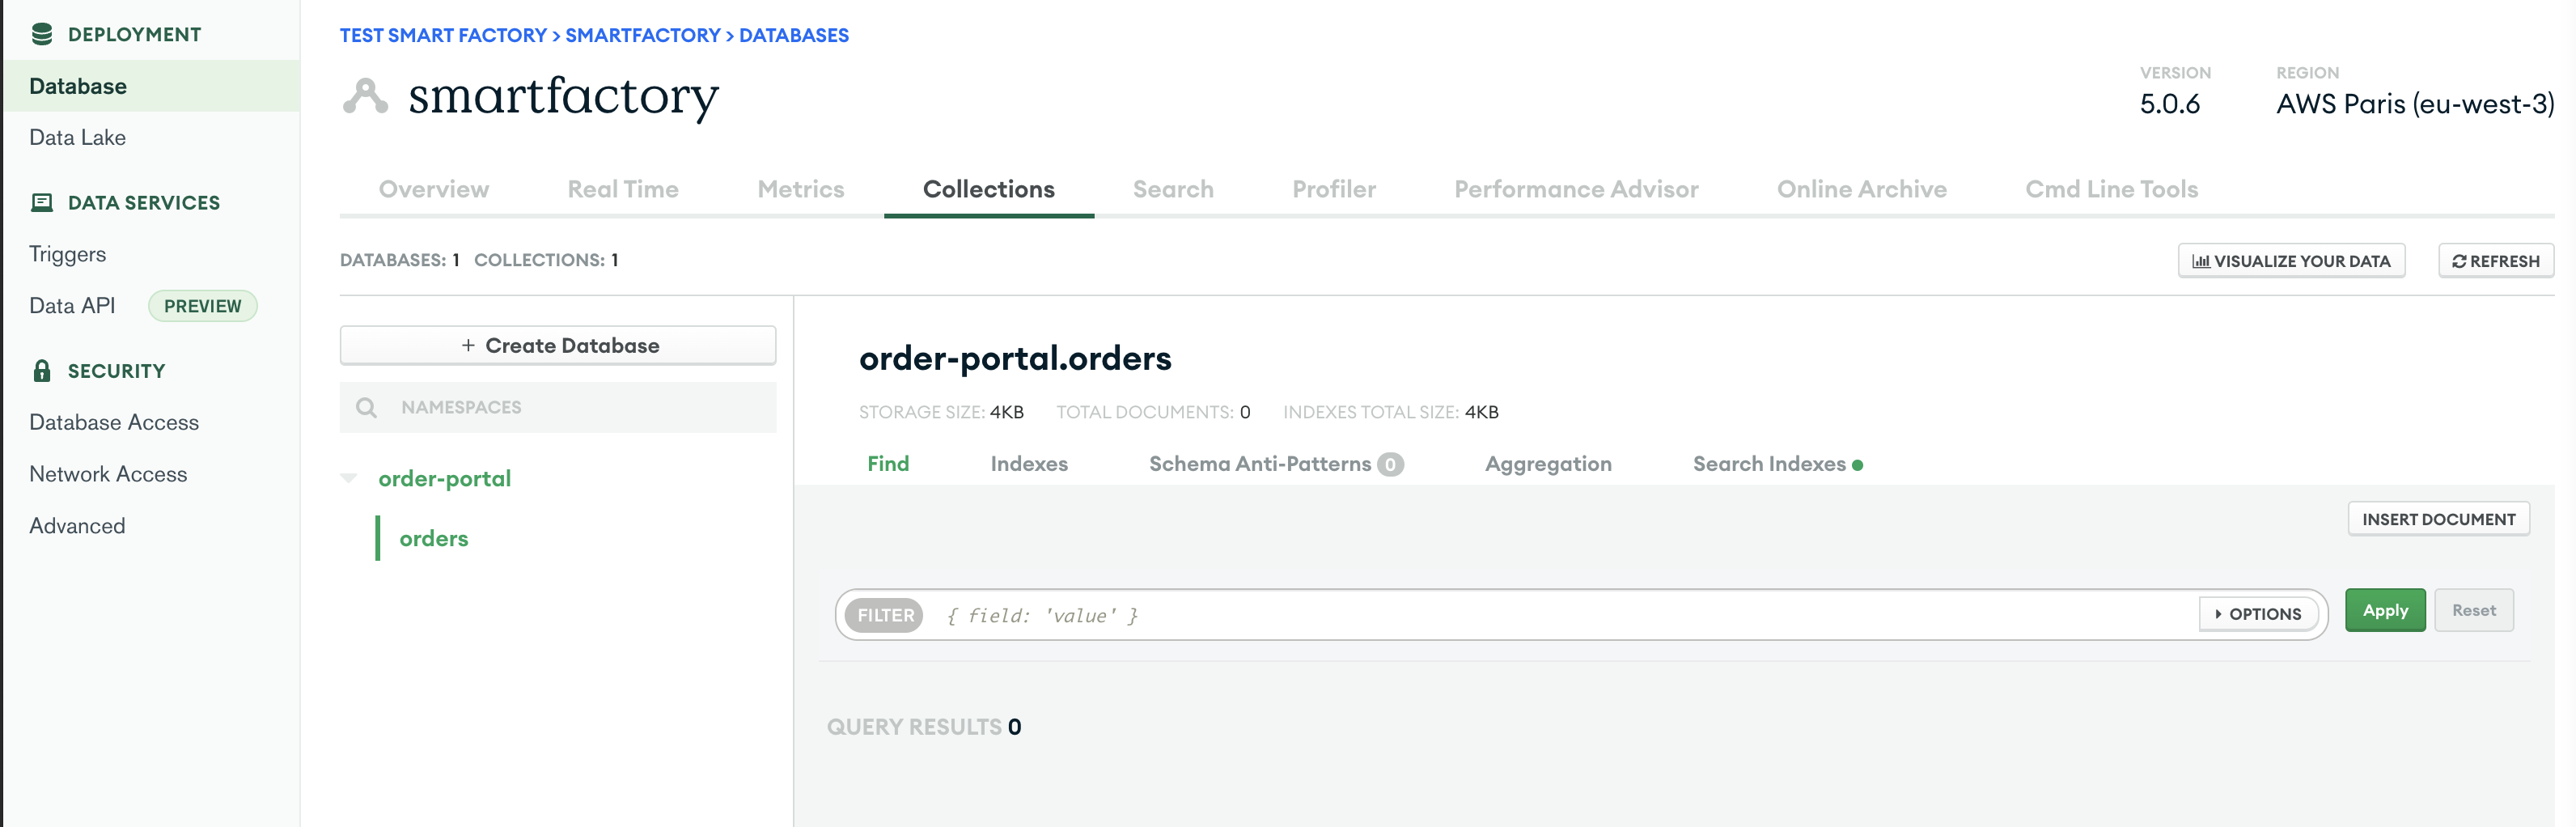 DEPLOYMENT
Database
Data Lake
DATA SERVICES
Triggers
Data API PREVIEW
SECURITY
Database Access
Network Access
Advanced
TEST SMART FACTORY > SMARTFACTORY > DATABASES
smartfactory
VERSION
5.0.6
REGION
AWS Paris (eu-west-3)
Overview Real Time Metrics Collections Search Profiler Performance Advisor Online Archive Cmd Line Tools
DATABASES: 1 COLLECTIONS: 1
VISUALIZE YOUR DATA
REFRESH
+ Create Database
NAMESPACES
order-portal
orders
order-portal.orders
STORAGE SIZE: 4KB TOTAL DOCUMENTS: 0 INDEXES TOTAL SIZE: 4KB
Find Indexes Schema Anti-Patterns 0 Aggregation Search Indexes
INSERT DOCUMENT
FILTER { field: 'value' } OPTIONS Apply Reset
QUERY RESULTS 0